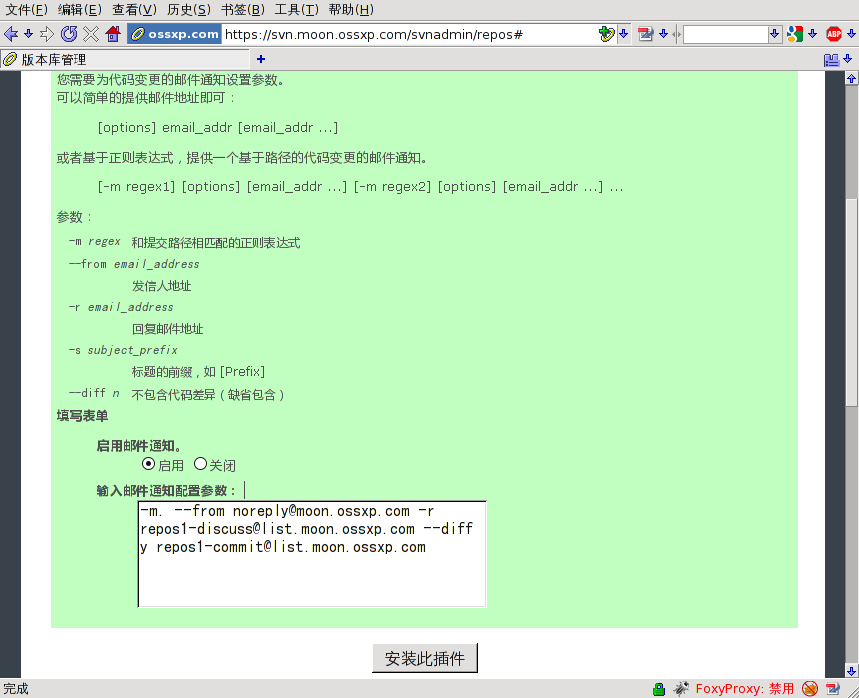 文件(F) 编辑(E) 查看(V) 历史(S) 书签(B) 工具(T) 帮助(H)
ossxp.com https://svn.moon.ossxp.com/svnadmin/repos# ABP
版本库管理
您需要为代码变更的邮件通知设置参数。
可以简单的提供邮件地址即可：
[options] email_addr [email_addr ...]
或者基于正则表达式，提供一个基于路径的代码变更的邮件通知。
[-m regex1] [options] [email_addr ...] [-m regex2] [options] [email_addr ...] ...
参数：
-m regex 和提交路径相匹配的正则表达式
--from email_address
发信人地址
-r email_address
回复邮件地址
-s subject_prefix
标题的前缀，如 [Prefix]
--diff n 不包含代码差异（缺省包含）
填写表单
启用邮件通知。
启用 关闭
输入邮件通知配置参数：
-m. --from noreply@moon.ossxp.com -r
repos1-discuss@list.moon.ossxp.com --diff
y repos1-commit@list.moon.ossxp.com
安装此插件
完成 FoxyProxy: 禁用